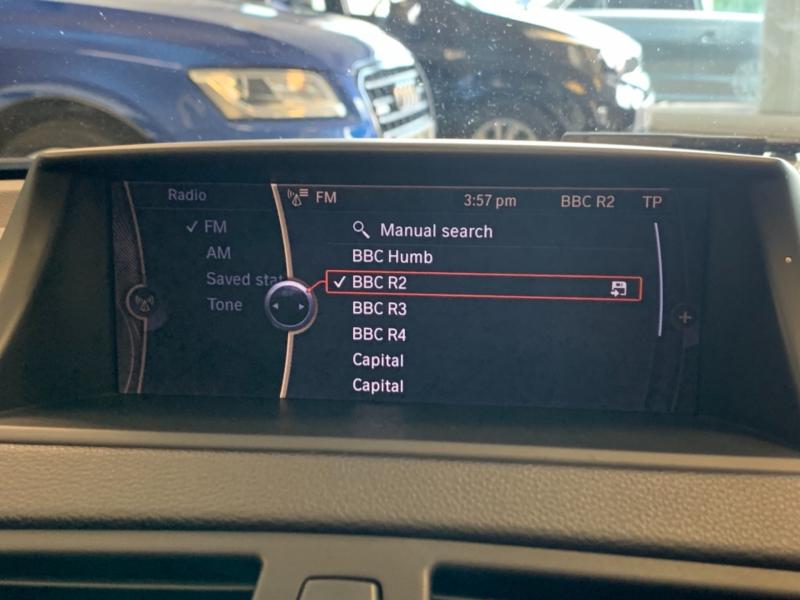 Radio
FM
AM
Saved stat
Tone
FM 3:57 pm BBC R2 TP
Manual search
BBC Humb
BBC R2
BBC R3
BBC R4
Capital
Capital